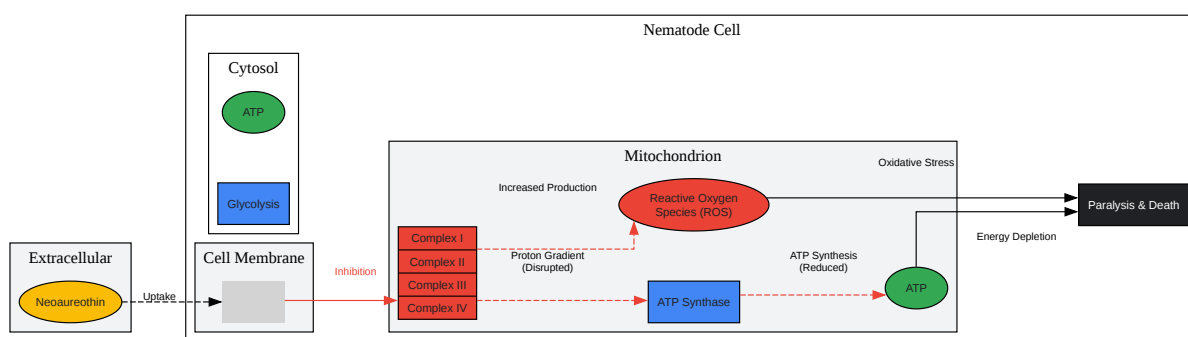 Nematode Cell
Cytosol
ATP
Glycolysis
Extracellular
Neoaureothin
Uptake
Cell Membrane
Inhibition
Mitochondrion
Increased Production
Reactive Oxygen
Species (ROS)
Complex I
Complex II
Complex III
Complex IV
Proton Gradient
(Disrupted)
ATP Synthase
ATP Synthesis
(Reduced)
ATP
Oxidative Stress
Energy Depletion
Paralysis & Death